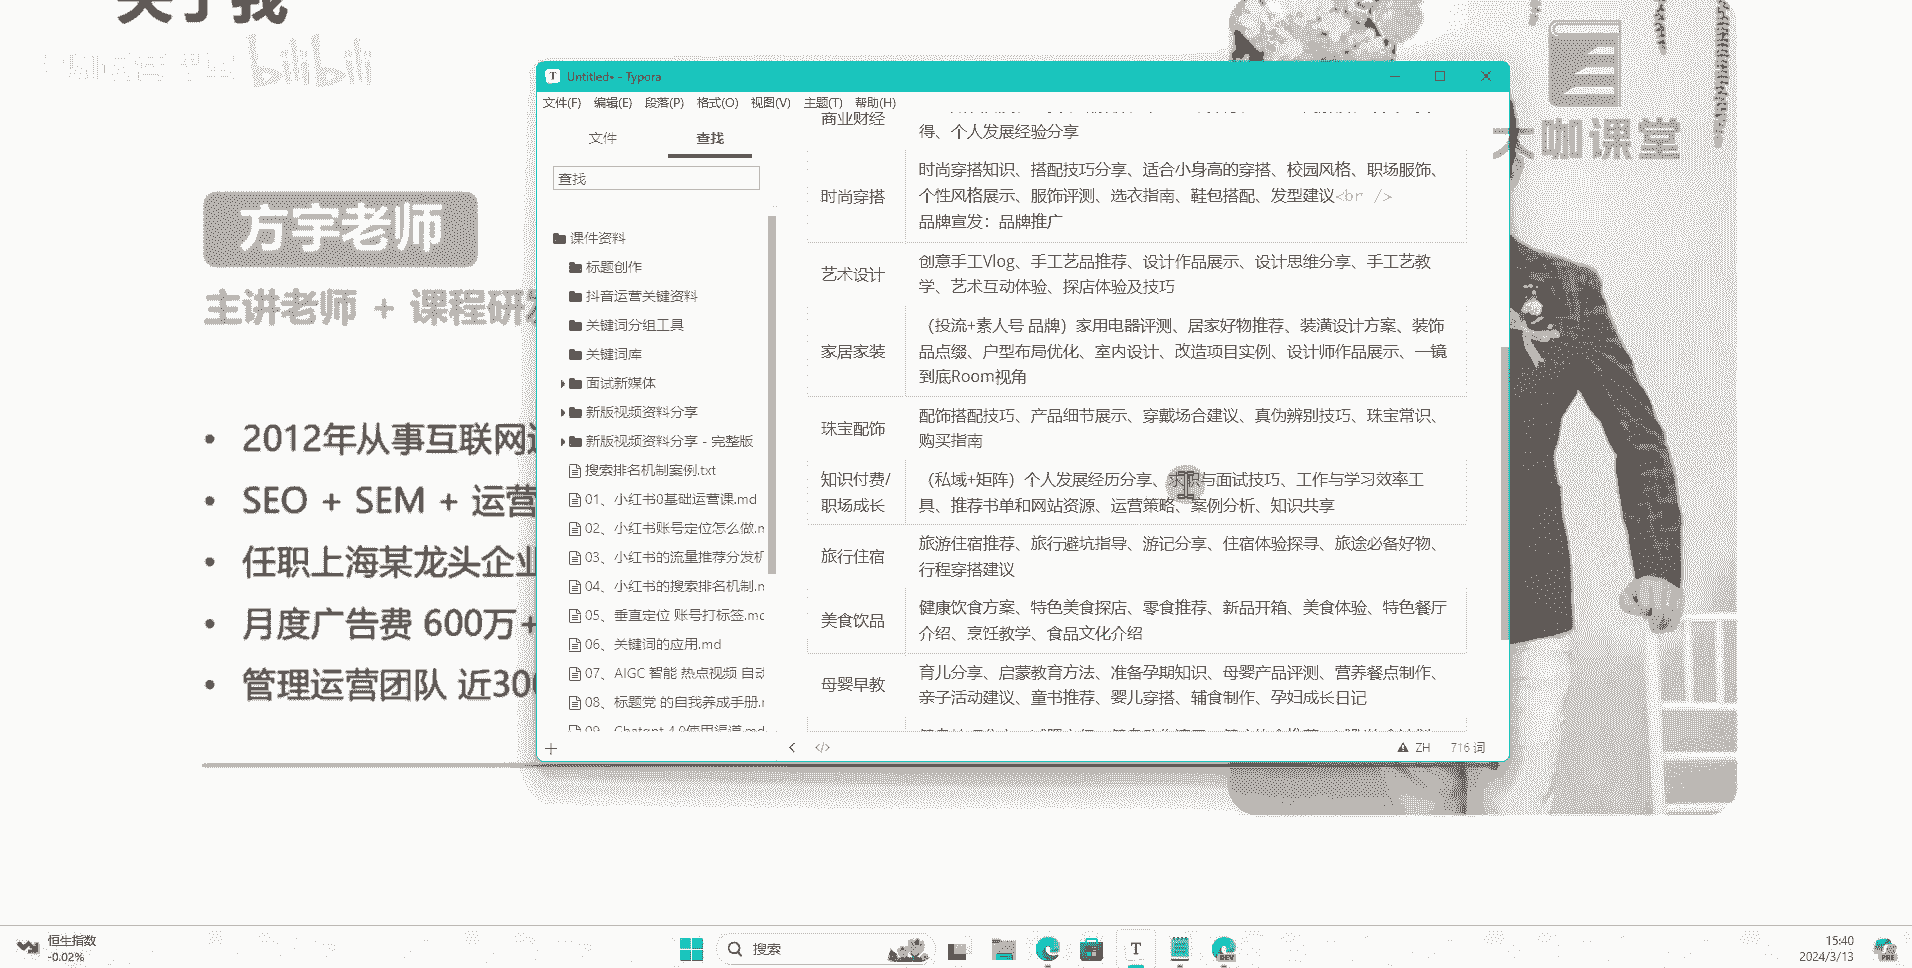 关于我
bilibili
大咖课堂
方宇老师
主讲老师 + 课程研发
2012年从事互联网
SEO + SEM + 运营
任职上海某龙头企业
月度广告费 600万+
管理运营团队 近300
Untitled• - Typora
文件(F) 编辑(E) 段落(P) 格式(O) 视图(V) 主题(T) 帮助(H)
文件 查找
查找
课件资料
标题创作
抖音运营关键资料
关键词分组工具
关键词库
面试新媒体
新版视频资料分享
新版视频资料分享 - 完整版
搜索排名机制案例.txt
01、小红书0基础运营课.md
02、小红书账号定位怎么做.m
03、小红书的流量推荐分发机
04、小红书的搜索排名机制.m
05、垂直定位 账号打标签.md
06、关键词的应用.md
07、AIGC 智能 热点视频 自动
08、标题党 的自我养成手册.m
09、Chatgpt 4.0使用渠道.md
商业财经
得、个人发展经验分享
时尚穿搭
时尚穿搭知识、搭配技巧分享、适合小身高的穿搭、校园风格、职场服饰、
个性风格展示、服饰评测、选衣指南、鞋包搭配、发型建议<br />
品牌宣发：品牌推广
艺术设计
创意手工Vlog、手工艺品推荐、设计作品展示、设计思维分享、手工艺教
学、艺术互动体验、探店体验及技巧
家居家装
（投流+素人号 品牌）家用电器评测、居家好物推荐、装潢设计方案、装饰
品点缀、户型布局优化、室内设计、改造项目实例、设计师作品展示、一镜
到底Room视角
珠宝配饰
配饰搭配技巧、产品细节展示、穿戴场合建议、真伪辨别技巧、珠宝常识、
购买指南
知识付费/
职场成长
（私域+矩阵）个人发展经历分享、求职与面试技巧、工作与学习效率工
具、推荐书单和网站资源、运营策略、案例分析、知识共享
旅行住宿
旅游住宿推荐、旅行避坑指导、游记分享、住宿体验探寻、旅途必备好物、
行程穿搭建议
美食饮品
健康饮食方案、特色美食探店、零食推荐、新品开箱、美食体验、特色餐厅
介绍、烹饪教学、食品文化介绍
母婴早教
育儿分享、启蒙教育方法、准备孕期知识、母婴产品评测、营养餐点制作、
亲子活动建议、童书推荐、婴儿穿搭、辅食制作、孕妇成长日记
ZH 716 词
恒生指数
-0.02%
搜索
15:40
2024/3/13